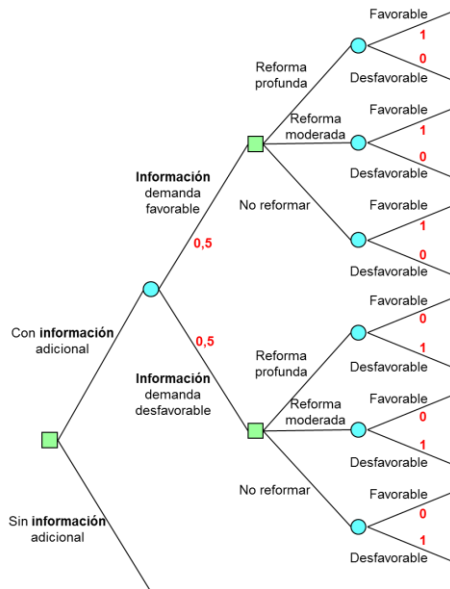 Favorable
1
0
Desfavorable
Reforma
profunda
Favorable
1
0
Desfavorable
Reforma
moderada
Favorable
1
0
Desfavorable
No reformar
Información
demanda
favorable
0,5
Con información
adicional
0,5
Información
demanda
desfavorable
Favorable
0
1
Desfavorable
Reforma
profunda
Favorable
0
1
Desfavorable
Reforma
moderada
Favorable
0
1
Desfavorable
No reformar
Sin información
adicional